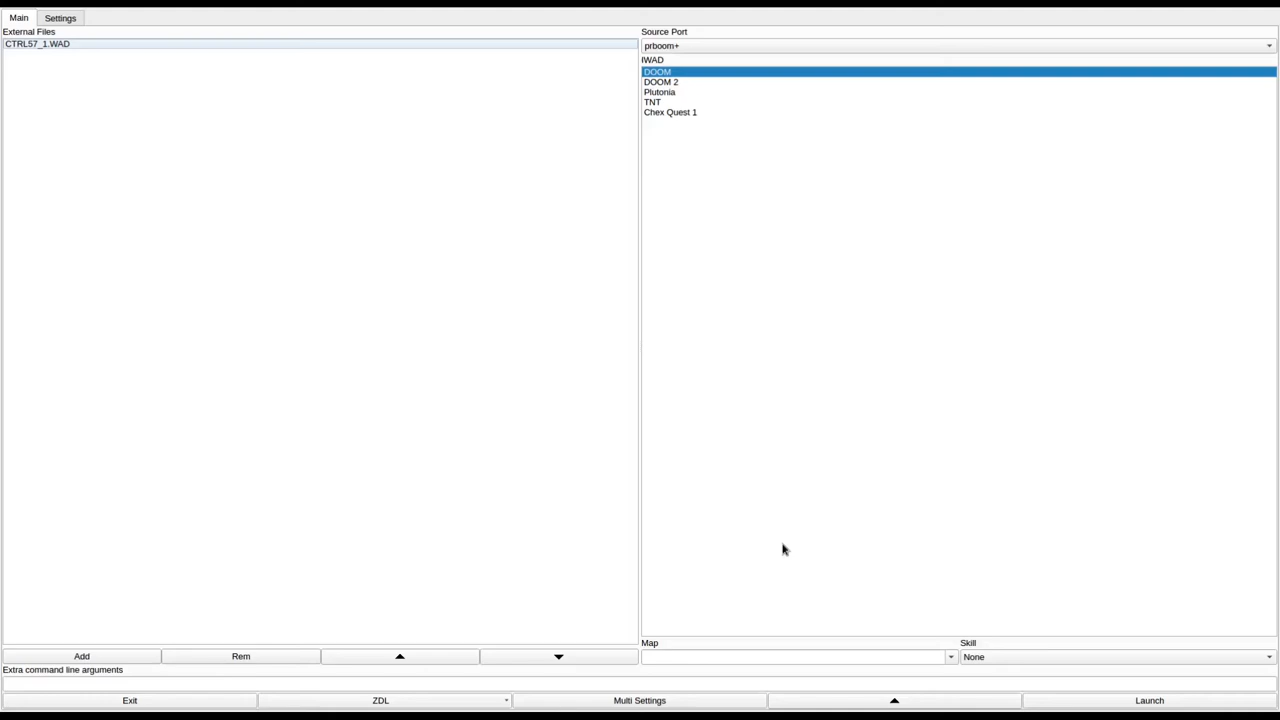 Main
Settings
External Files
CTRL57_1.WAD
Add
Rem
Source Port
prboom+
IWAD
DOOM
DOOM 2
Plutonia
TNT
Chex Quest 1
Map
Skill
None
Extra command line arguments
Exit
ZDL
Multi Settings
Launch